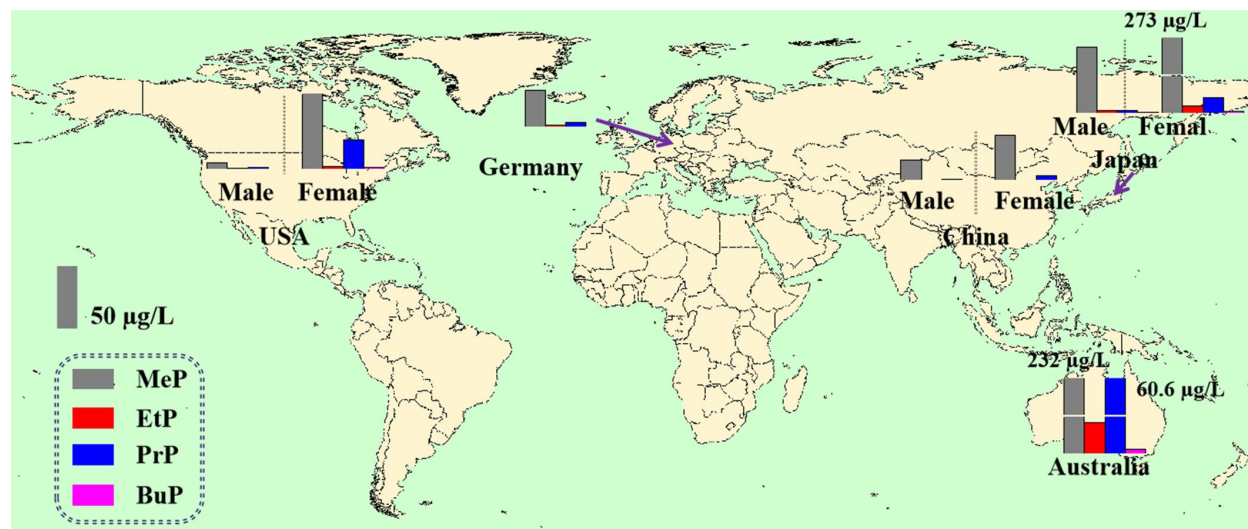 273 µg/L
Male Femal
Japan e
Germany
Male Female
USA
Male Female
China
50 µg/L
MeP
EtP
PrP
BuP
232 µg/L
60.6 µg/L
Australia